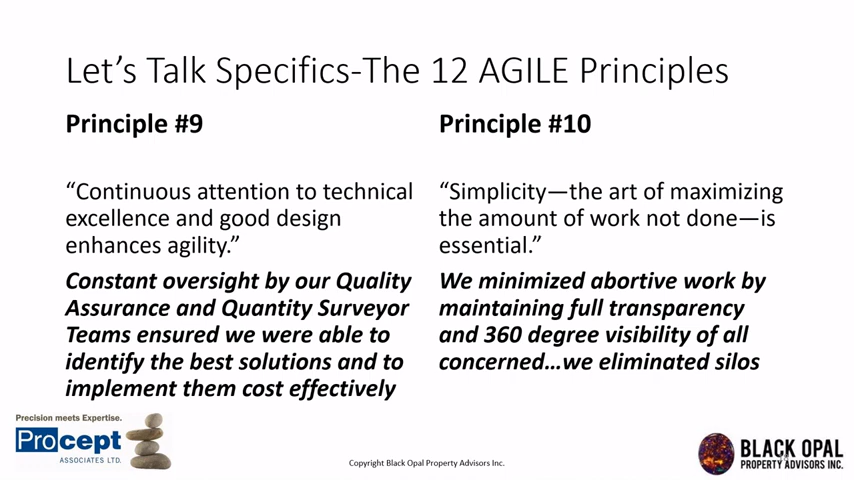 Let's Talk Specifics-The 12 AGILE Principles
Principle #9
“Continuous attention to technical
excellence and good design
enhances agility.”
Constant oversight by our Quality
Assurance and Quantity Surveyor
Teams ensured we were able to
identify the best solutions and to
implement them cost effectively
Principle #10
“Simplicity—the art of maximizing
the amount of work not done—is
essential.”
We minimized abortive work by
maintaining full transparency
and 360 degree visibility of all
concerned…we eliminated silos
Precision meets Expertise.
Procept
ASSOCIATES LTD.
Copyright Black Opal Property Advisors Inc.
BLACK OPAL
PROPERTY ADVISORS INC.